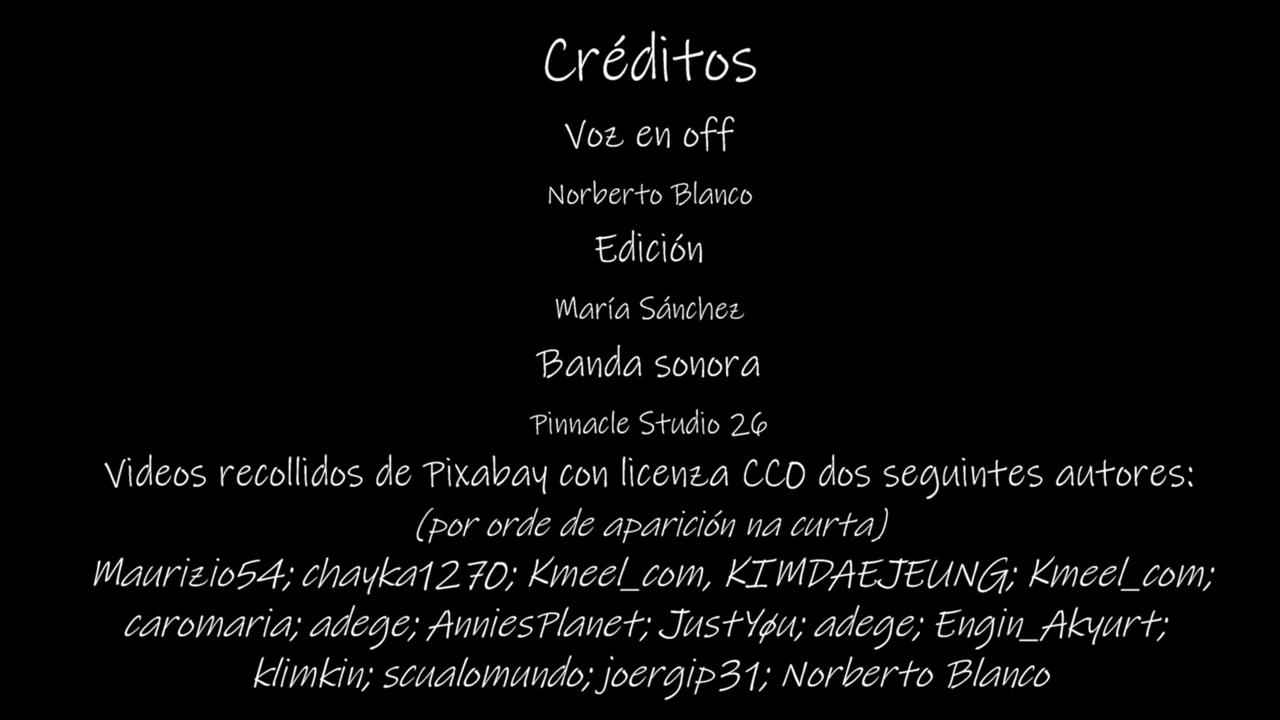 Créditos
Voz en off
Norberto Blanco
Edición
María Sánchez
Banda sonora
Pinnacle Studio 26
Videos recollidos de Pixabay con licenza CC0 dos seguintes autores:
(por orde de aparición na curta)
Maurizio54; chayka1270; Kmeel_com, KIMDAEJEUNG; Kmeel_com;
caromaria; adege; AnniesPlanet; JustYøu; adege; Engin_Akyurt;
klimkin; scualomundo; joergip31; Norberto Blanco